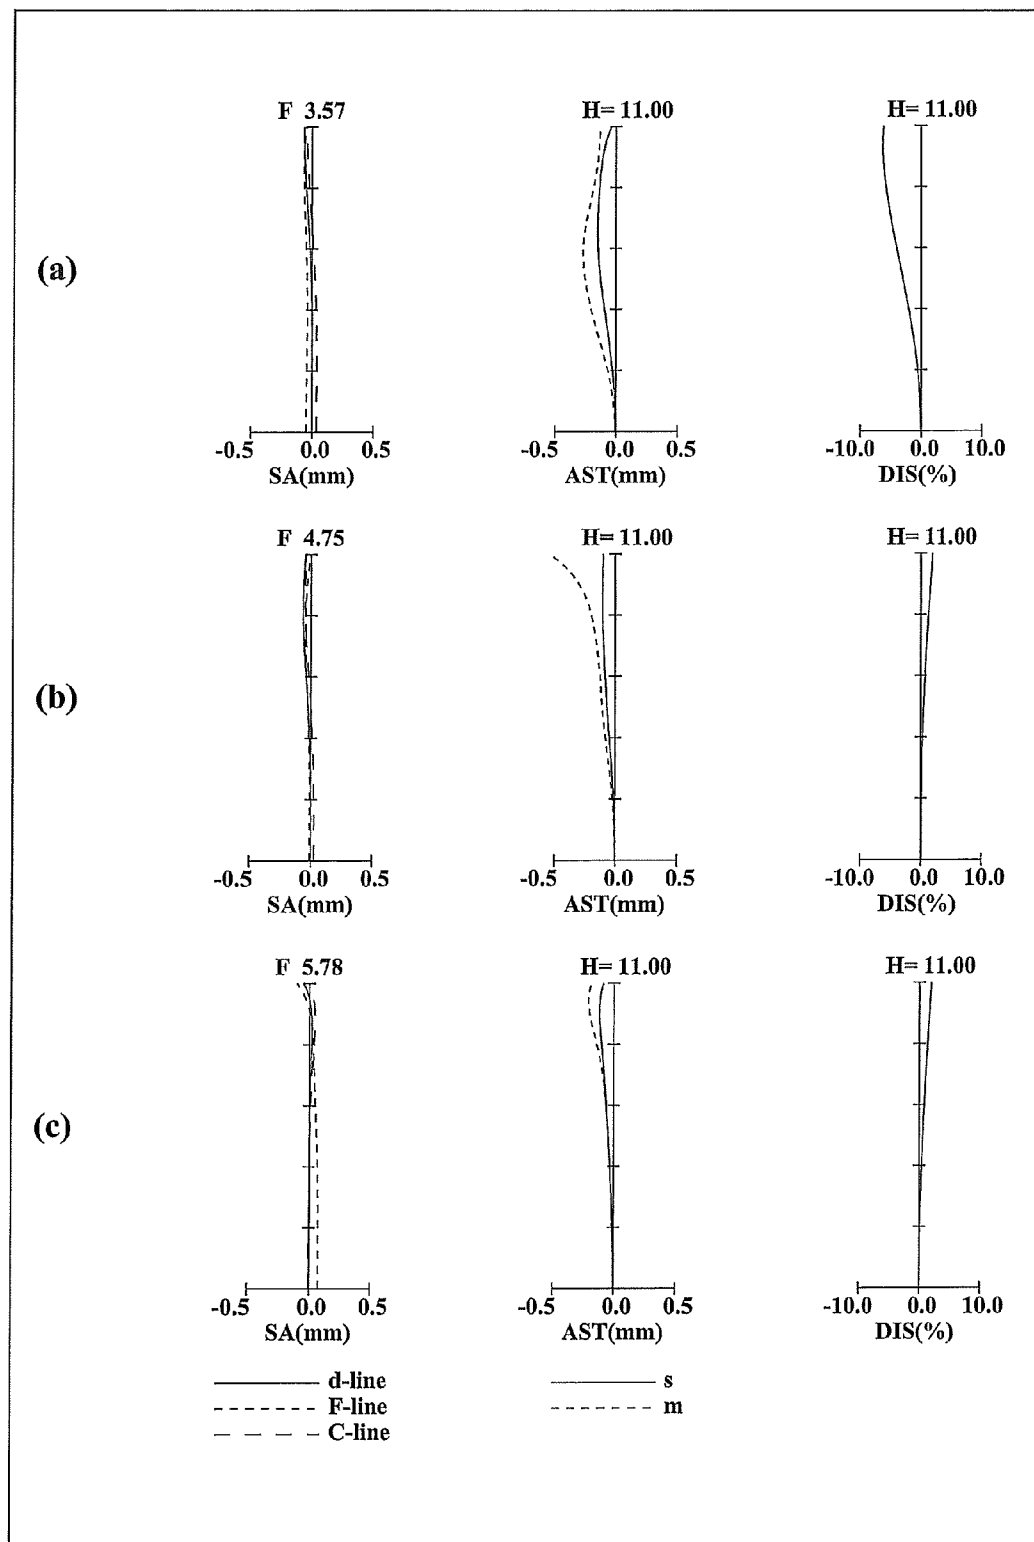 F 3.57 H= 11.00 H= 11.00
(a)
-0.5 0.0 0.5 -0.5 0.0 0.5 -10.0 0.0 10.0
SA(mm) AST(mm) DIS(%)
F 4.75 H= 11.00 H= 11.00
(b)
-0.5 0.0 0.5 -0.5 0.0 0.5 -10.0 0.0 10.0
SA(mm) AST(mm) DIS(%)
F 5.78 H= 11.00 H= 11.00
(c)
-0.5 0.0 0.5 -0.5 0.0 0.5 -10.0 0.0 10.0
SA(mm) AST(mm) DIS(%)
d-line s
F-line m
C-line